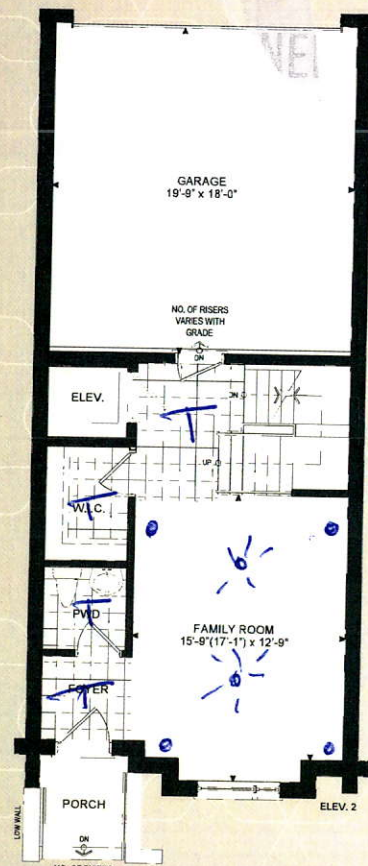 GARAGE
19'-9" x 18'-0"
NO. OF RISERS
VARIES WITH
GRADE
DN
ELEV.
DN
T
UP
W.I.C.
T
PWD
T
FAMILY ROOM
15'-9"(17'-1") x 12'-9"
FOYER
T
PORCH
ELEV. 2
LOW WALL
DN